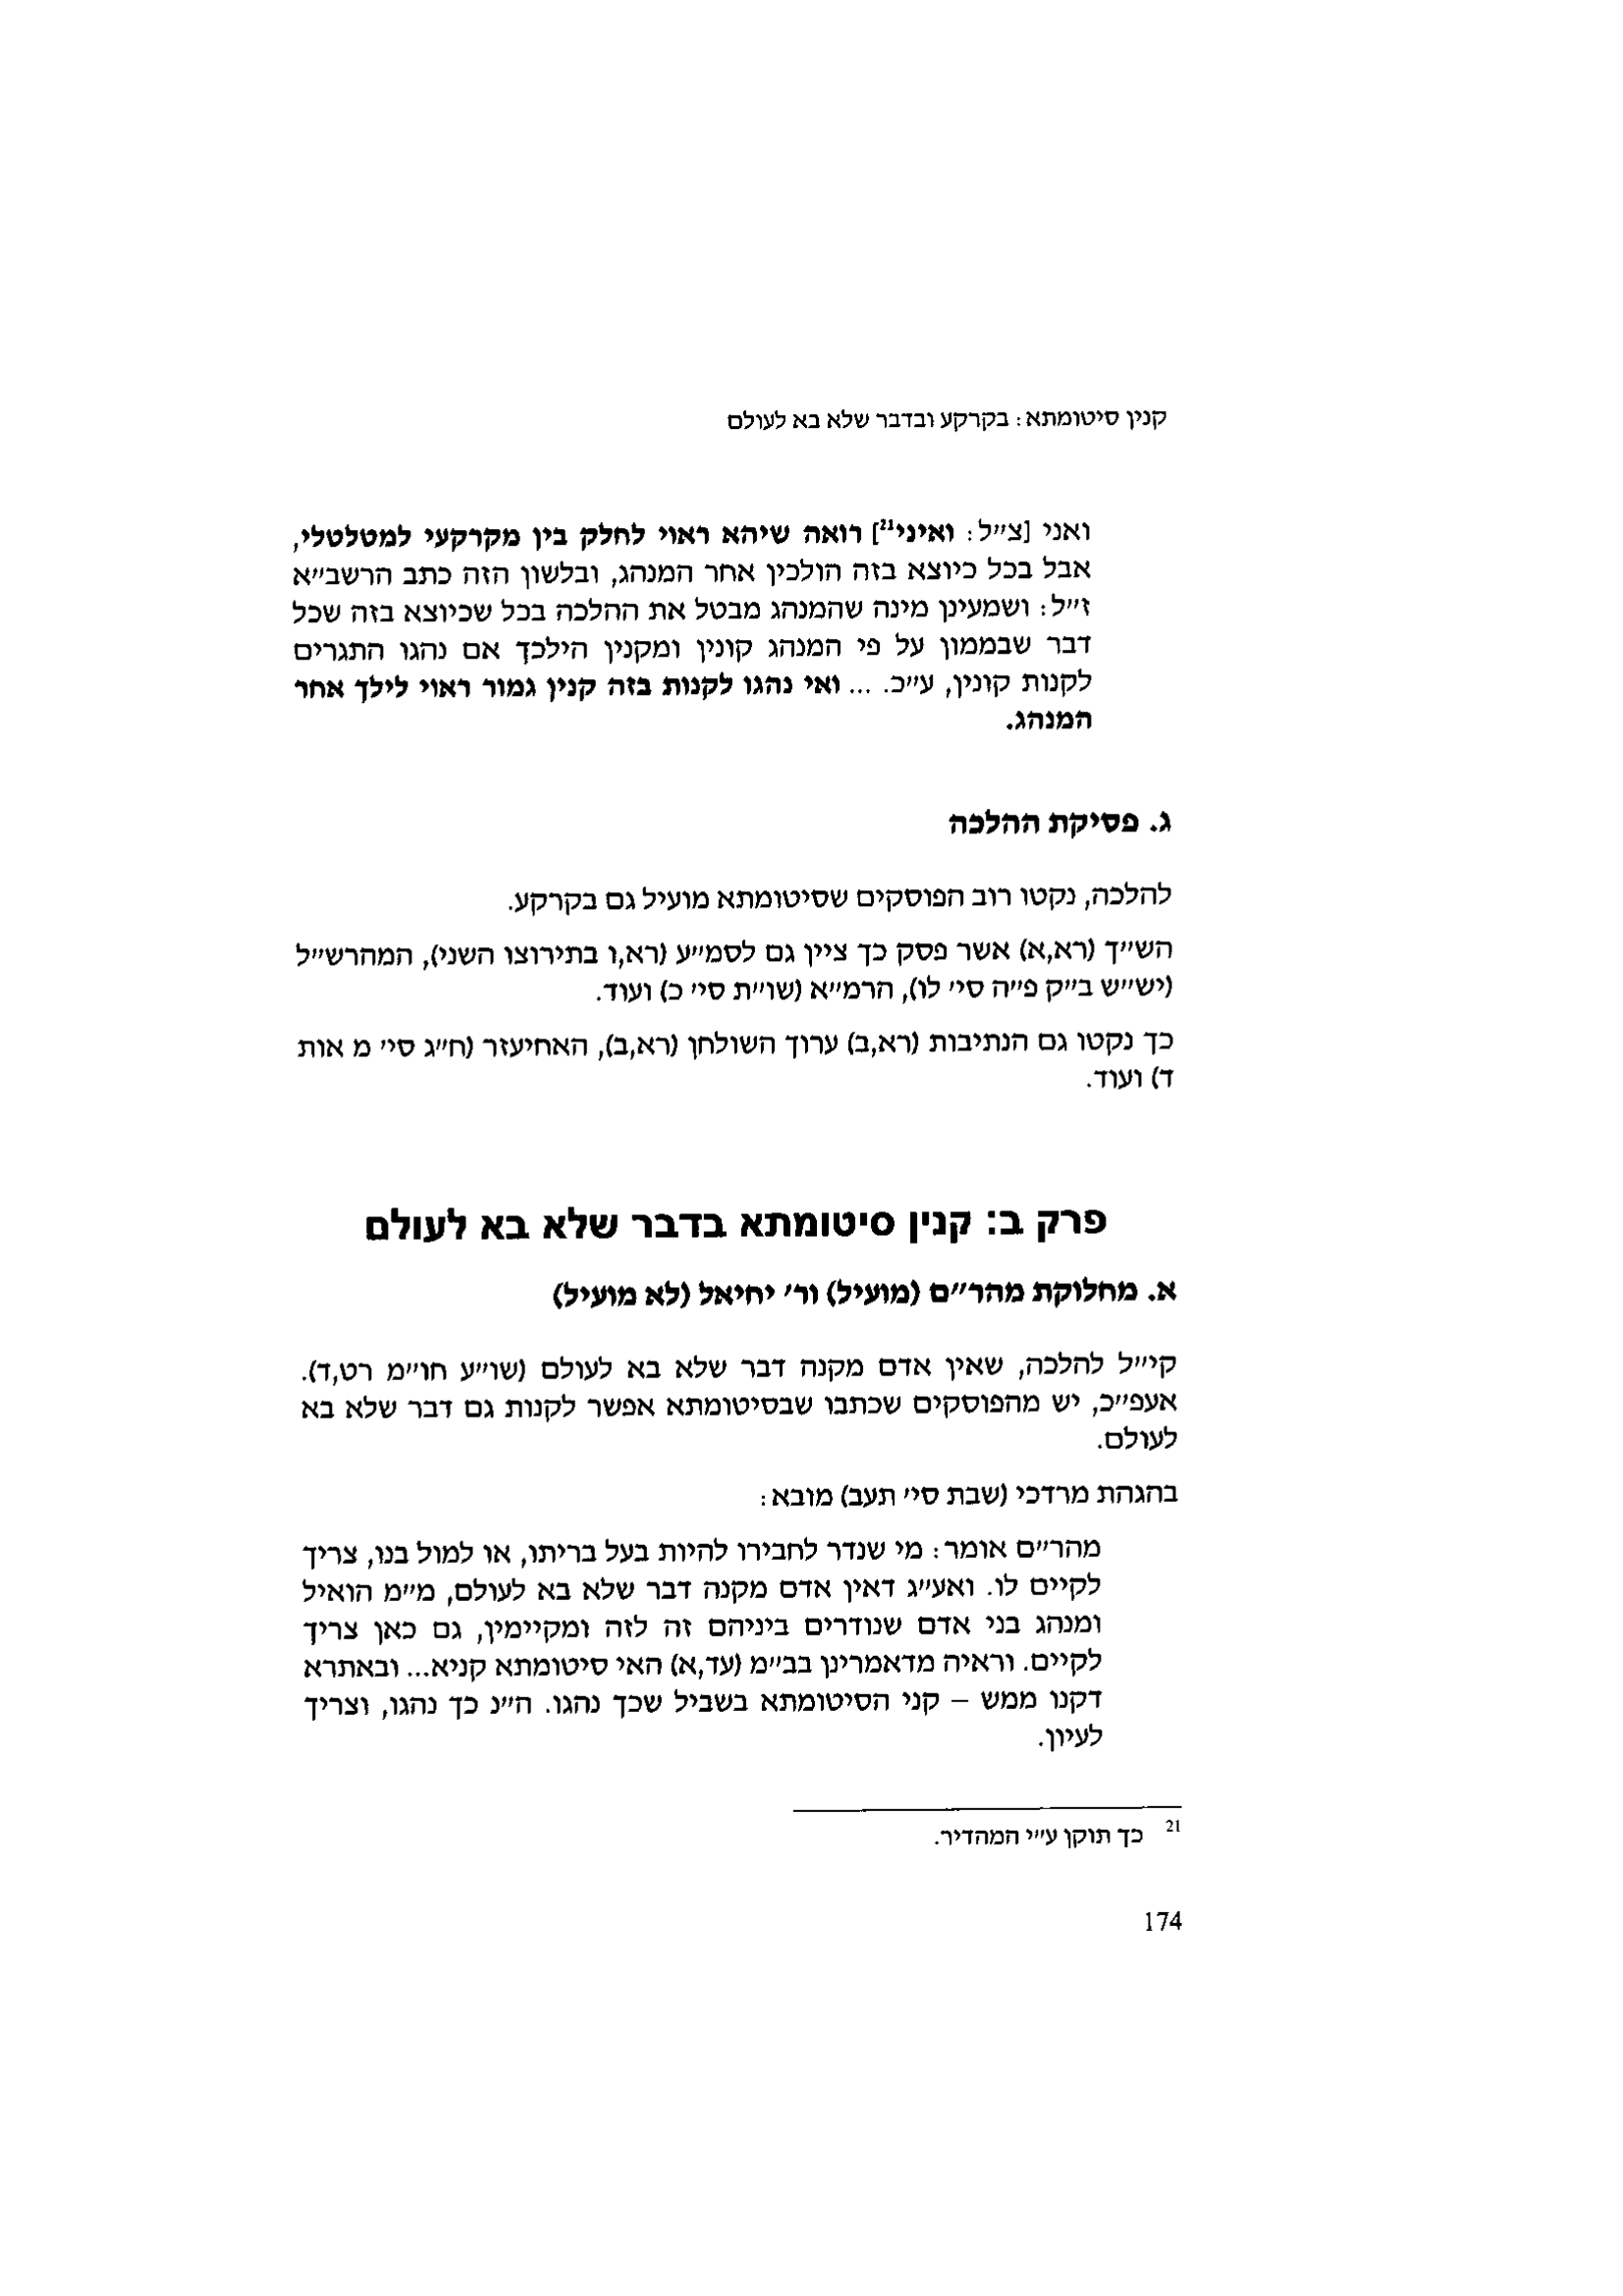 קנין סיטומתא: בקרקע ובדבר שלא בא לעולם
ואני [צ״ל: ואיני²¹] רואה שיהא ראוי לחלק בין מקרקעי למטלטלי,
אבל בכל כיוצא בזה הולכין אחר המנהג, ובלשון הזה כתב הרשב״א
ז״ל: ושמעינן מינה שהמנהג מבטל את ההלכה בכל שכיוצא בזה שכל
דבר שבממון על פי המנהג קונין ומקנין הילכך אם נהגו התגרים
לקנות קונין, ע״כ. ... ואי נהגו לקנות בזה קנין גמור ראוי לילך אחר
המנהג.
ג. פסיקת ההלכה
להלכה, נקטו רוב הפוסקים שסיטומתא מועיל גם בקרקע.
הש״ך (רא,א) אשר פסק כך ציין גם לסמ״ע (רא,ו בתירוצו השני), המהרש״ל
(יש״ש ב״ק פ״ה סי׳ לו), הרמ״א (שו״ת סי׳ כ) ועוד.
כך נקטו גם הנתיבות (רא,ב) ערוך השולחן (רא,ב), האחיעזר (ח״ג סי׳ מ אות
ד) ועוד.
פרק ב: קנין סיטומתא בדבר שלא בא לעולם
א. מחלוקת מהר״ם (מועיל) ור׳ יחיאל (לא מועיל)
קי״ל להלכה, שאין אדם מקנה דבר שלא בא לעולם (שו״ע חו״מ רט,ד).
אעפ״כ, יש מהפוסקים שכתבו שבסיטומתא אפשר לקנות גם דבר שלא בא
לעולם.
בהגהת מרדכי (שבת סי׳ תעב) מובא:
מהר״ם אומר: מי שנדר לחבירו להיות בעל בריתו, או למול בנו, צריך
לקיים לו. ואע״ג דאין אדם מקנה דבר שלא בא לעולם, מ״מ הואיל
ומנהג בני אדם שנודרים ביניהם זה לזה ומקיימין, גם כאן צריך
לקיים. וראיה מדאמרינן בב״מ (עד,א) האי סיטומתא קניא... ובאתרא
דקנו ממש – קני הסיטומתא בשביל שכך נהגו. ה״נ כך נהגו, וצריך
לעיון.
21 כך תוקן ע״י המהדיר.
174